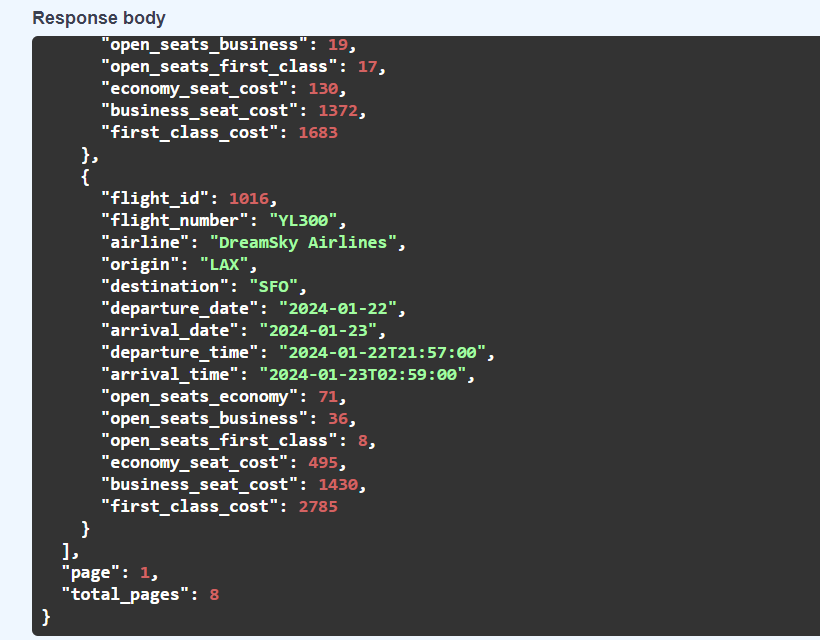 Response body
"open_seats_business": 19,
"open_seats_first_class": 17,
"economy_seat_cost": 130,
"business_seat_cost": 1372,
"first_class_cost": 1683
},
{
"flight_id": 1016,
"flight_number": "YL300",
"airline": "DreamSky Airlines",
"origin": "LAX",
"destination": "SFO",
"departure_date": "2024-01-22",
"arrival_date": "2024-01-23",
"departure_time": "2024-01-22T21:57:00",
"arrival_time": "2024-01-23T02:59:00",
"open_seats_economy": 71,
"open_seats_business": 36,
"open_seats_first_class": 8,
"economy_seat_cost": 495,
"business_seat_cost": 1430,
"first_class_cost": 2785
}
],
"page": 1,
"total_pages": 8
}